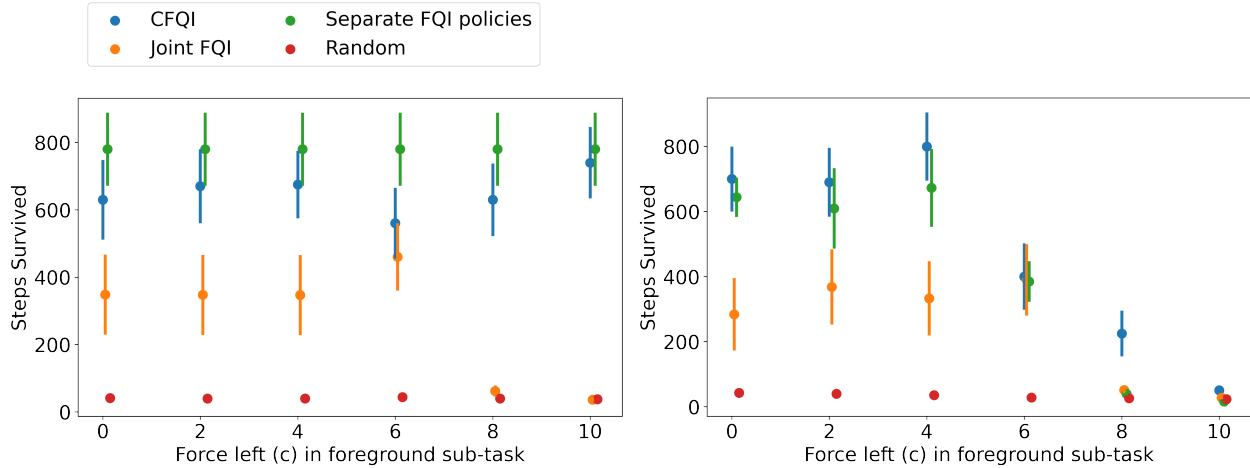 CFQI
Separate FQI policies
Joint FQI
Random
Steps Survived
800
600
400
200
0
0 2 4 6 8 10
Force left (c) in foreground sub-task
Steps Survived
800
600
400
200
0
0 2 4 6 8 10
Force left (c) in foreground sub-task